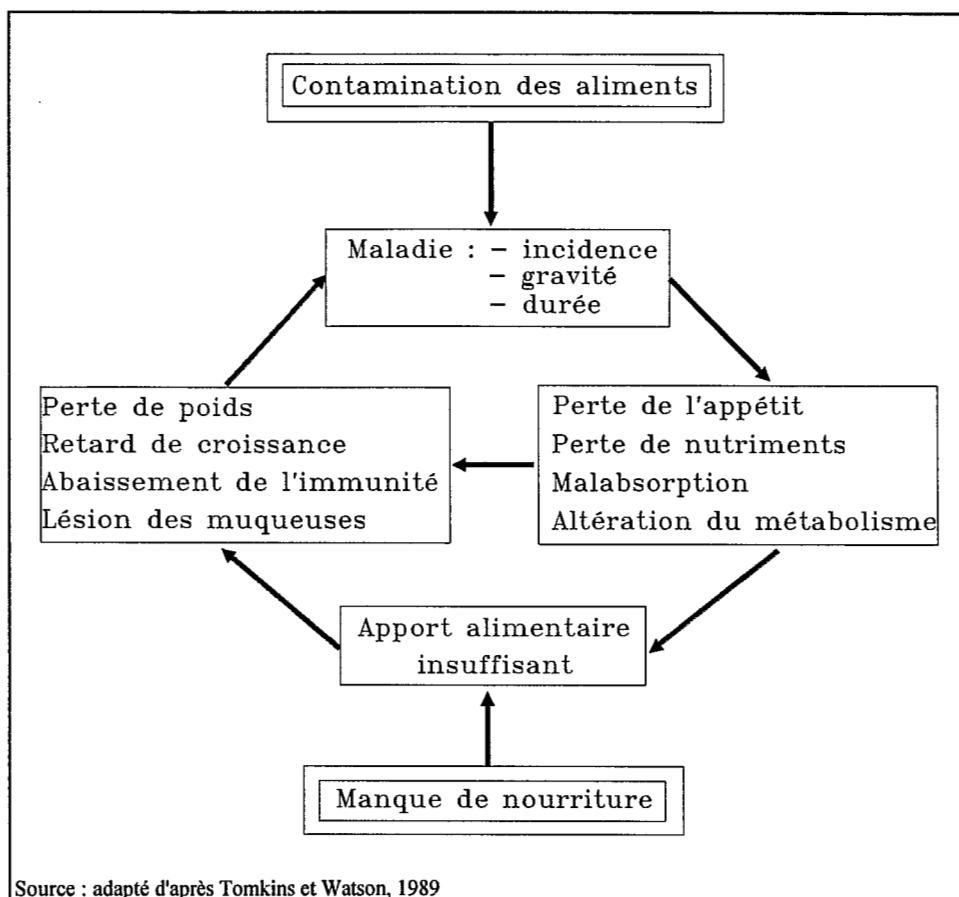 Contamination des aliments
Maladie : – incidence
– gravité
– durée
Perte de poids
Retard de croissance
Abaissement de l'immunité
Lésion des muqueuses
Perte de l'appétit
Perte de nutriments
Malabsorption
Altération du métabolisme
Apport alimentaire
insuffisant
Manque de nourriture
Source : adapté d'après Tomkins et Watson, 1989